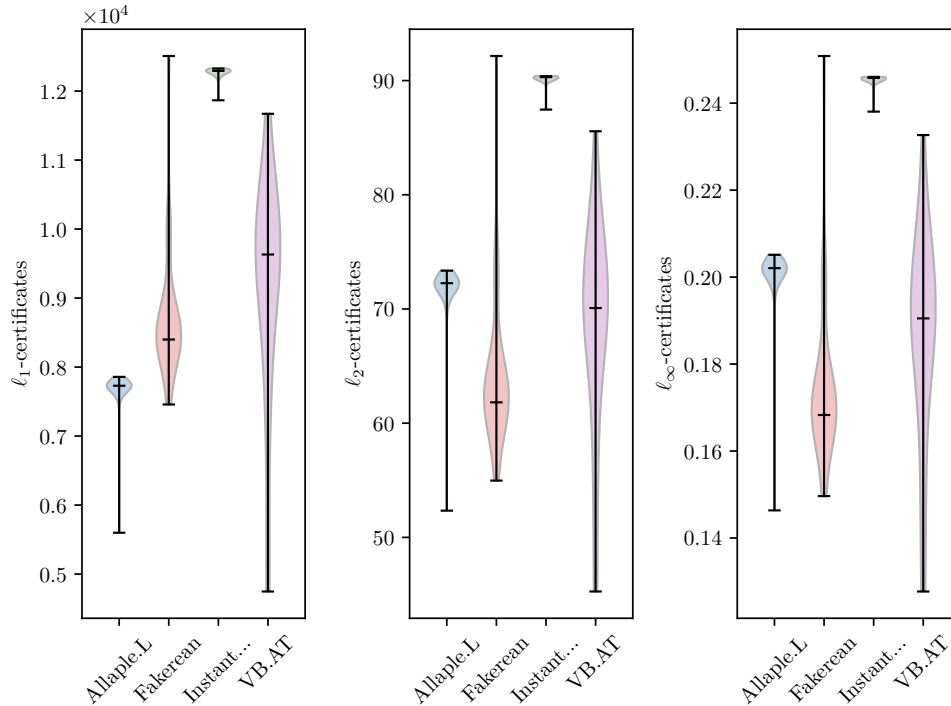 ×10⁴
ℓ₁-certificates
1.2
1.1
1.0
0.9
0.8
0.7
0.6
0.5
Allaple.L
Fakerean
Instant...
VB.AT
ℓ₂-certificates
90
80
70
60
50
Allaple.L
Fakerean
Instant...
VB.AT
ℓ∞-certificates
0.24
0.22
0.20
0.18
0.16
0.14
Allaple.L
Fakerean
Instant...
VB.AT